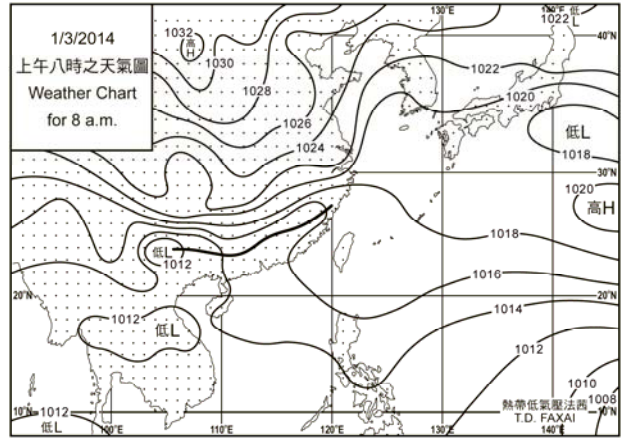 1/3/2014
上午八時之天氣圖
Weather Chart
for 8 a.m.
130°E
140°E
1022
低
L
40°N
1032
高
H
1030
1028
1026
1024
1022
1020
低L
1018
30°N
1020
高H
1018
低L
1012
1016
20°N
20°N
1014
1012
低L
1012
1010
1008
熱帶低氣壓法茜
T.D. FAXAI
10°N
1012
低L
100°E
110°E
120°E
130°E
140°E
10°N